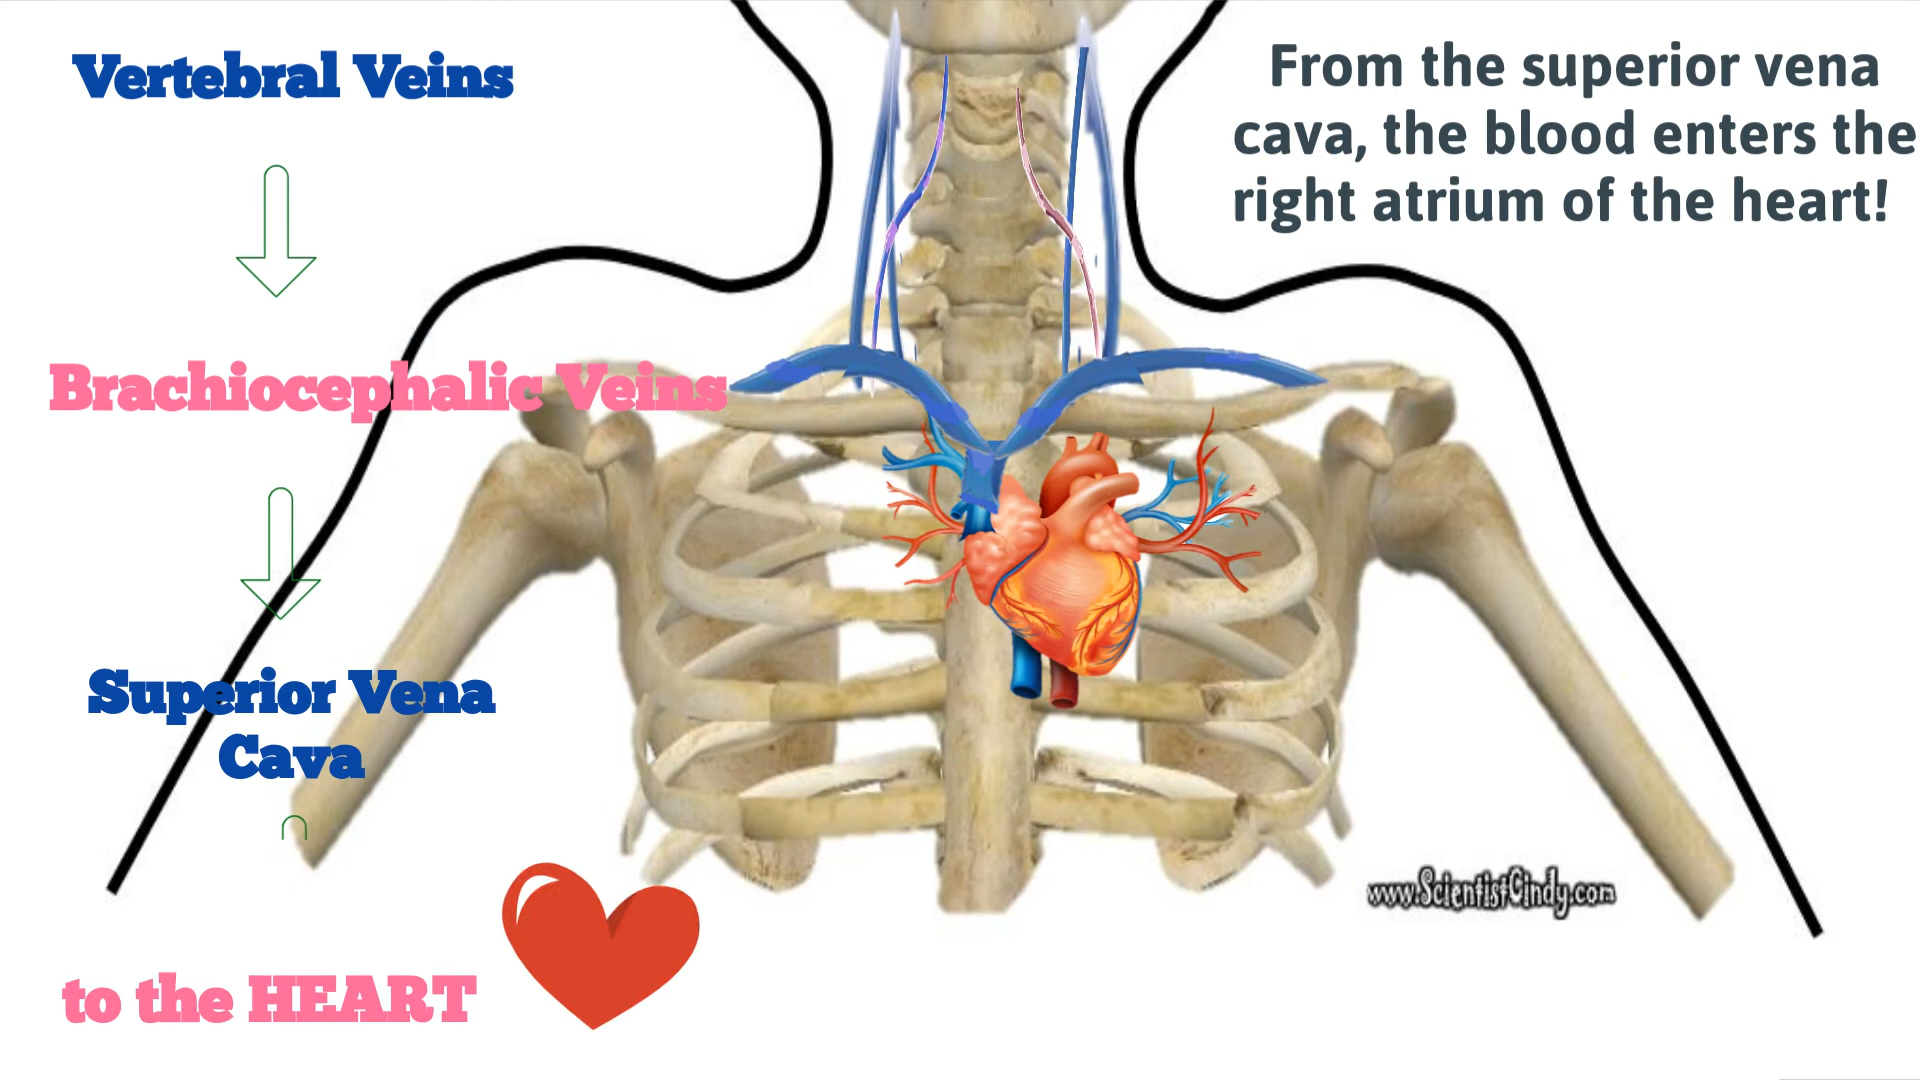 Vertebral Veins
Brachiocephalic Veins
Superior Vena
Cava
to the HEART
From the superior vena
cava, the blood enters the
right atrium of the heart!
www.ScientistCindy.com